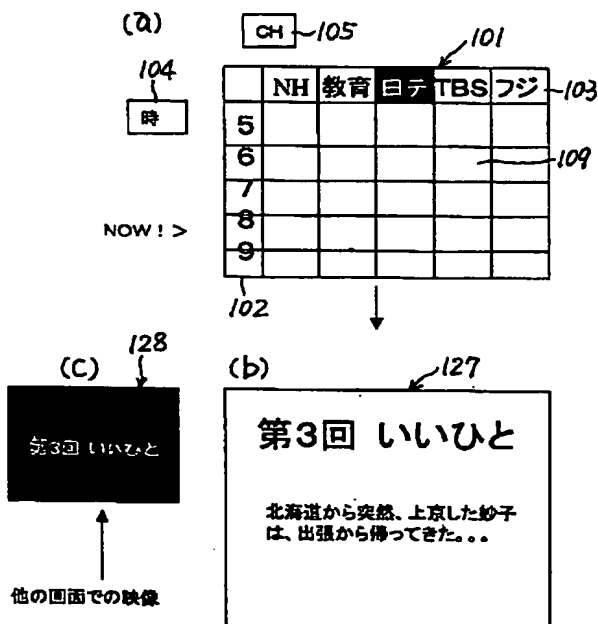 (a)
CH 105
104
101
時
NH 教育 日テ TBS フジ 103
5
6 109
7
NOW! > 8
9
102
(c) 128
(b) 127
第3回 いいひと
第3回 いいひと
北海道から突然、上京した紗子
は、出張から帰ってきた。。。
他の画面での映像